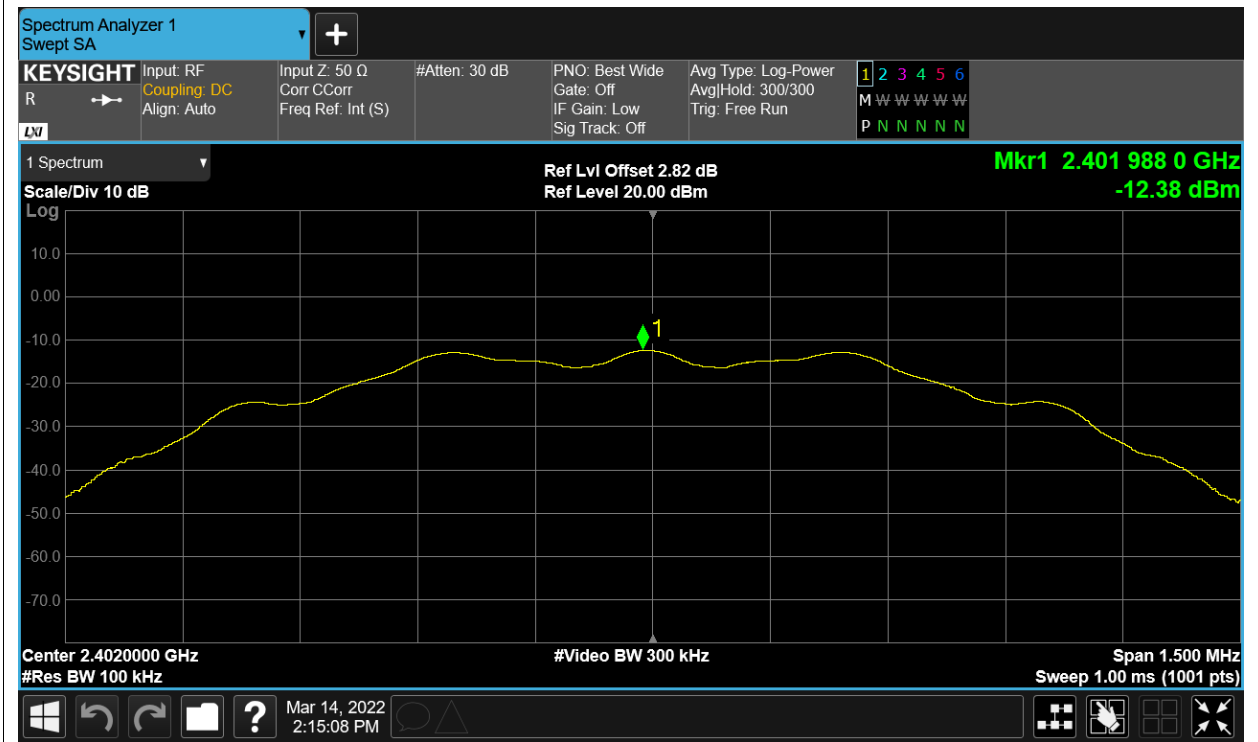 Spectrum Analyzer 1
Swept SA
KEYSIGHT
R
LXI
Input: RF
Coupling: DC
Align: Auto
Input Z: 50 Ω
Corr CCorr
Freq Ref: Int (S)
#Atten: 30 dB
PNO: Best Wide
Gate: Off
IF Gain: Low
Sig Track: Off
Avg Type: Log-Power
Avg|Hold: 300/300
Trig: Free Run
1 2 3 4 5 6
M W W W W W
P N N N N N
1 Spectrum
Scale/Div 10 dB
Ref Lvl Offset 2.82 dB
Ref Level 20.00 dBm
Mkr1 2.401 988 0 GHz
-12.38 dBm
Log
10.0
0.00
-10.0
-20.0
-30.0
-40.0
-50.0
-60.0
-70.0
1
Center 2.4020000 GHz
#Res BW 100 kHz
#Video BW 300 kHz
Span 1.500 MHz
Sweep 1.00 ms (1001 pts)
?
Mar 14, 2022
2:15:08 PM